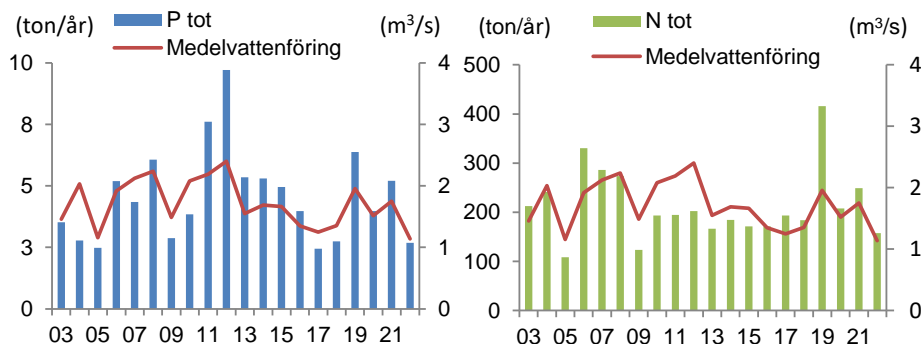 (ton/år) P tot (m³/s)
Medelvattenföring
10 4
8 3
5 2
3 1
0 0
03 05 07 09 11 13 15 17 19 21
(ton/år) N tot (m³/s)
Medelvattenföring
500 4
400 3
300 2
200 1
100 0
0
03 05 07 09 11 13 15 17 19 21